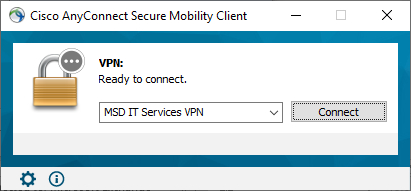 Cisco AnyConnect Secure Mobility Client
VPN:
Ready to connect.
MSD IT Services VPN
Connect